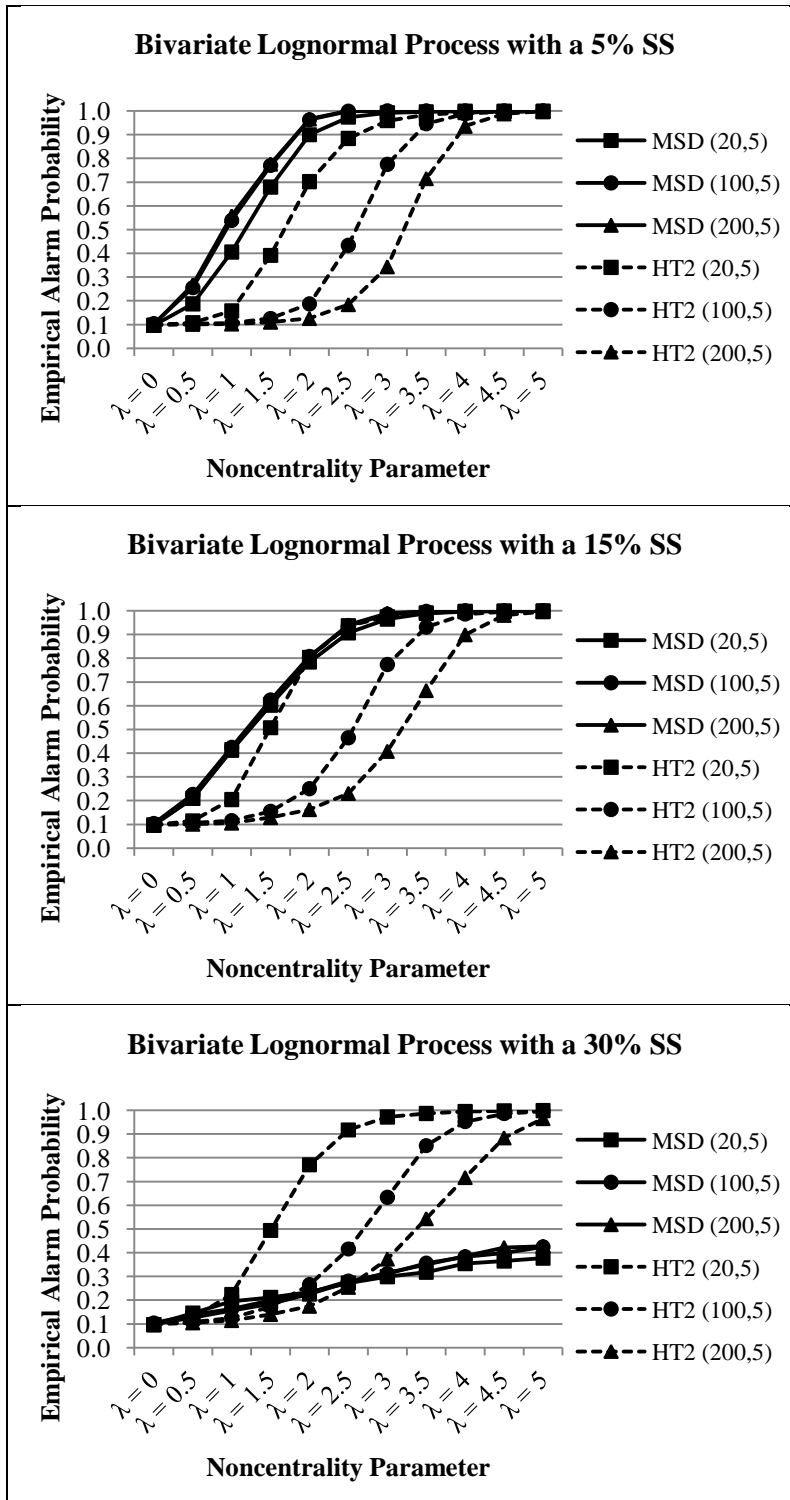 Bivariate Lognormal Process with a 5% SS
Empirical Alarm Probability
1.0
0.9
0.8
0.7
0.6
0.5
0.4
0.3
0.2
0.1
0.0
λ = 0
λ = 0.5
λ = 1
λ = 1.5
λ = 2
λ = 2.5
λ = 3
λ = 3.5
λ = 4
λ = 4.5
λ = 5
Noncentrality Parameter
MSD (20,5)
MSD (100,5)
MSD (200,5)
HT2 (20,5)
HT2 (100,5)
HT2 (200,5)
Bivariate Lognormal Process with a 15% SS
Empirical Alarm Probability
1.0
0.9
0.8
0.7
0.6
0.5
0.4
0.3
0.2
0.1
0.0
λ = 0
λ = 0.5
λ = 1
λ = 1.5
λ = 2
λ = 2.5
λ = 3
λ = 3.5
λ = 4
λ = 4.5
λ = 5
Noncentrality Parameter
MSD (20,5)
MSD (100,5)
MSD (200,5)
HT2 (20,5)
HT2 (100,5)
HT2 (200,5)
Bivariate Lognormal Process with a 30% SS
Empirical Alarm Probability
1.0
0.9
0.8
0.7
0.6
0.5
0.4
0.3
0.2
0.1
0.0
λ = 0
λ = 0.5
λ = 1
λ = 1.5
λ = 2
λ = 2.5
λ = 3
λ = 3.5
λ = 4
λ = 4.5
λ = 5
Noncentrality Parameter
MSD (20,5)
MSD (100,5)
MSD (200,5)
HT2 (20,5)
HT2 (100,5)
HT2 (200,5)